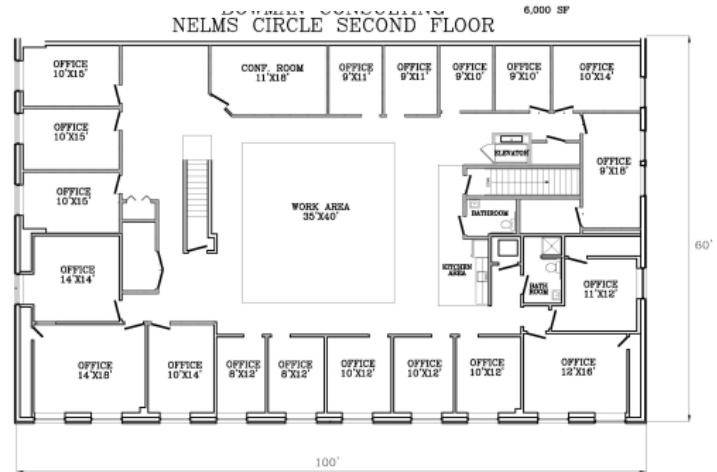 BOWMAN CONSULTING
6,000 SF
NELMS CIRCLE SECOND FLOOR
OFFICE
10'X15'
CONF. ROOM
11'X18'
OFFICE
9'X11'
OFFICE
9'X11'
OFFICE
9'X10'
OFFICE
9'X10'
OFFICE
10'X14'
OFFICE
10'X15'
ELEVATOR
OFFICE
9'X18'
OFFICE
10'X15'
WORK AREA
35'X40'
BATHROOM
60'
OFFICE
14'X14'
KITCHEN
AREA
BATH
ROOM
OFFICE
11'X12'
OFFICE
14'X18'
OFFICE
10'X14'
OFFICE
8'X12'
OFFICE
8'X12'
OFFICE
10'X12'
OFFICE
10'X12'
OFFICE
10'X12'
OFFICE
12'X16'
100'